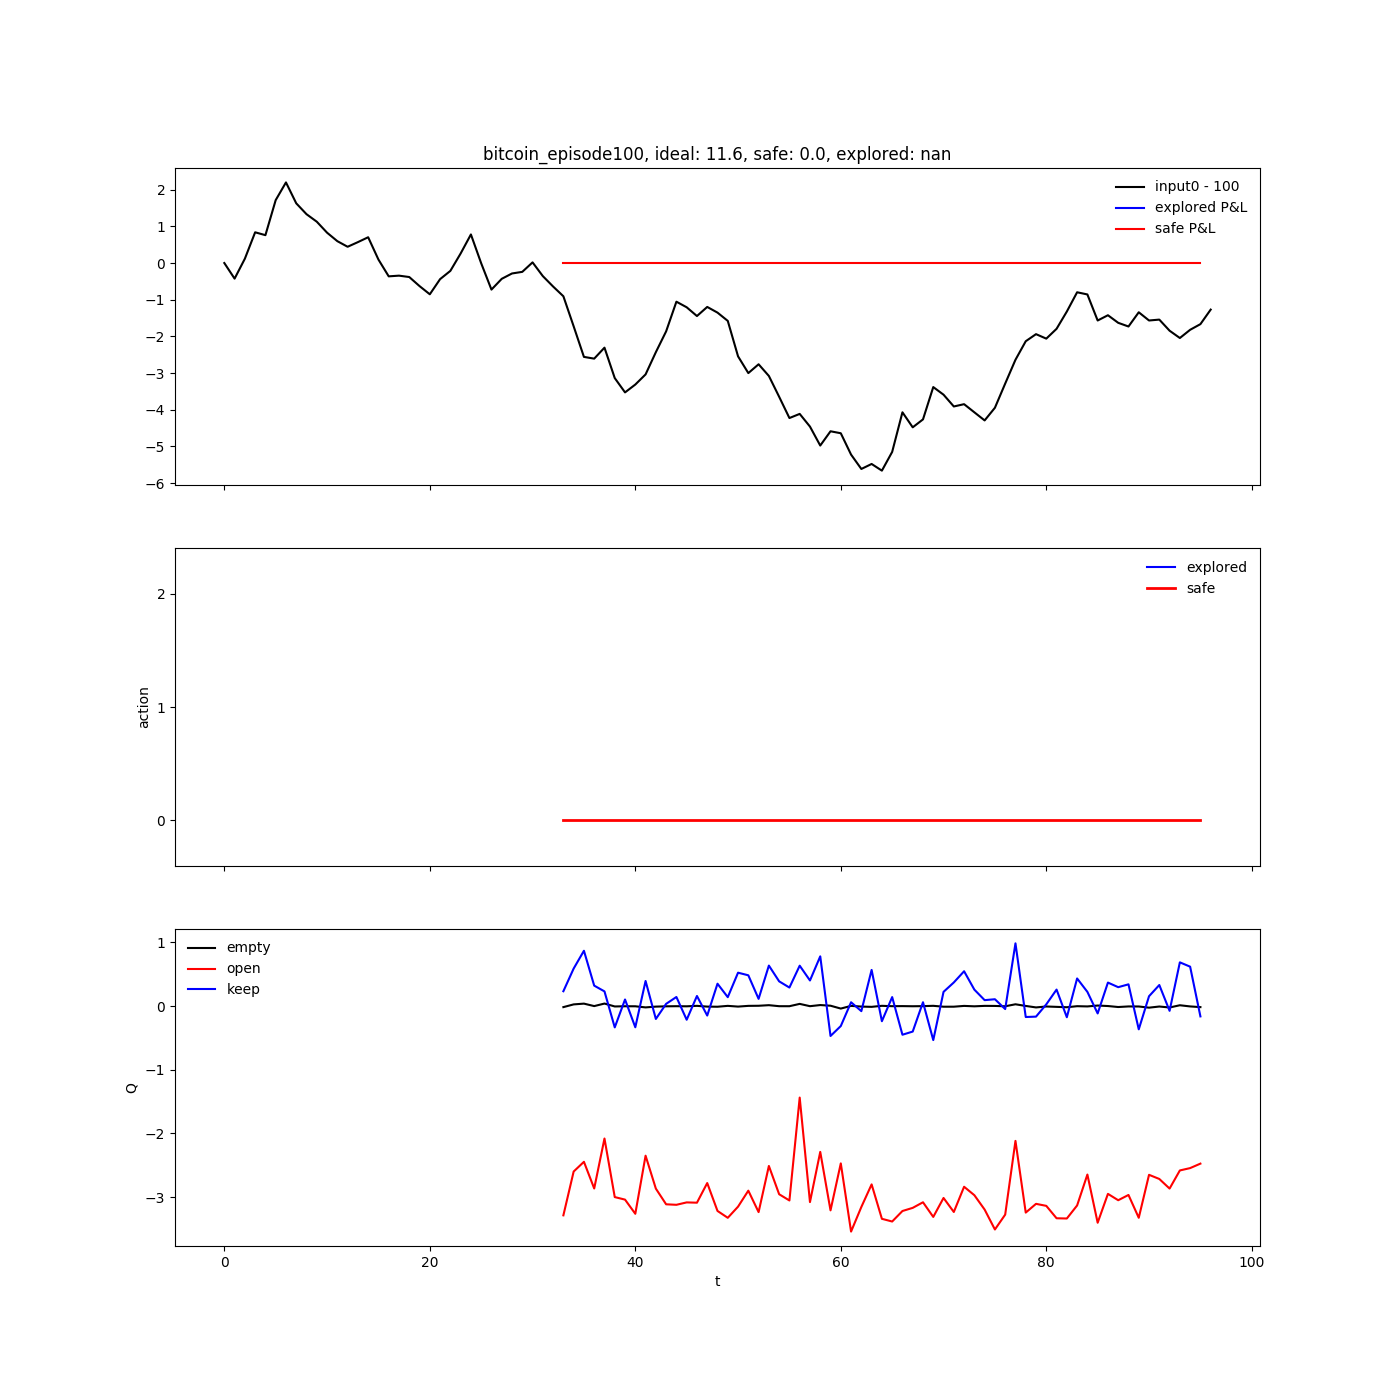 bitcoin_episode100, ideal: 11.6, safe: 0.0, explored: nan
2
1
0
−1
−2
−3
−4
−5
−6
input0 - 100
explored P&L
safe P&L
action
2
1
0
explored
safe
Q
1
0
−1
−2
−3
empty
open
keep
0 20 40 60 80 100
t